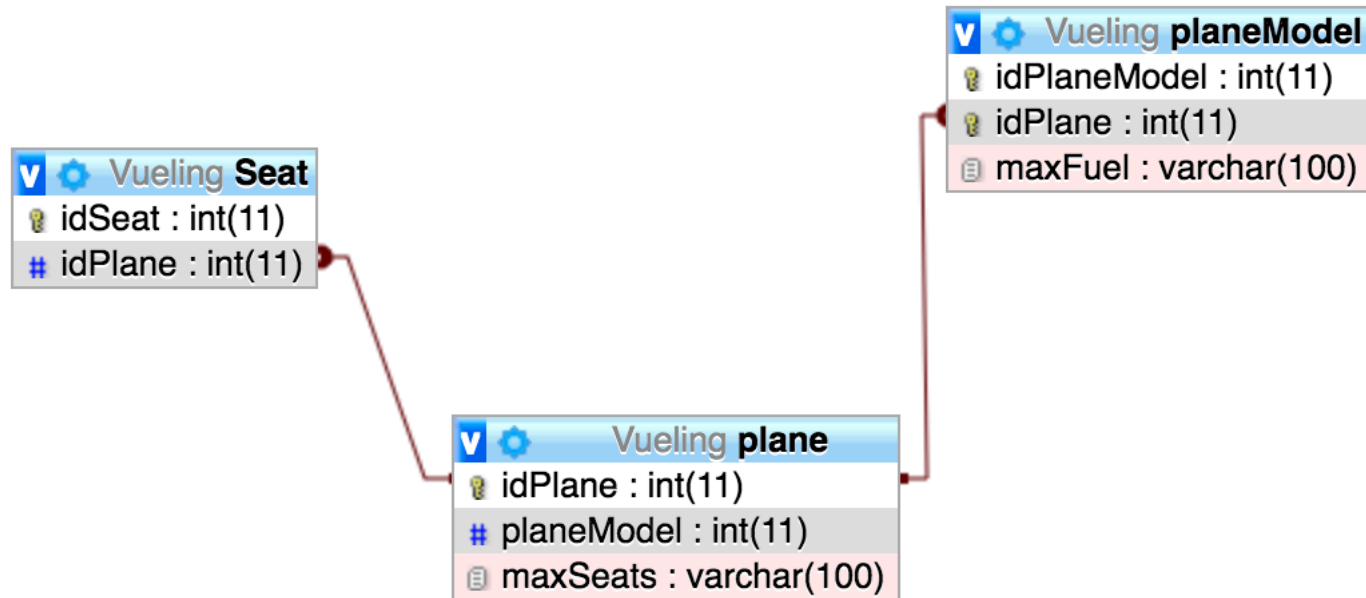 v Vueling planeModel
idPlaneModel : int(11)
idPlane : int(11)
maxFuel : varchar(100)
v Vueling Seat
idSeat : int(11)
# idPlane : int(11)
v Vueling plane
idPlane : int(11)
# planeModel : int(11)
maxSeats : varchar(100)